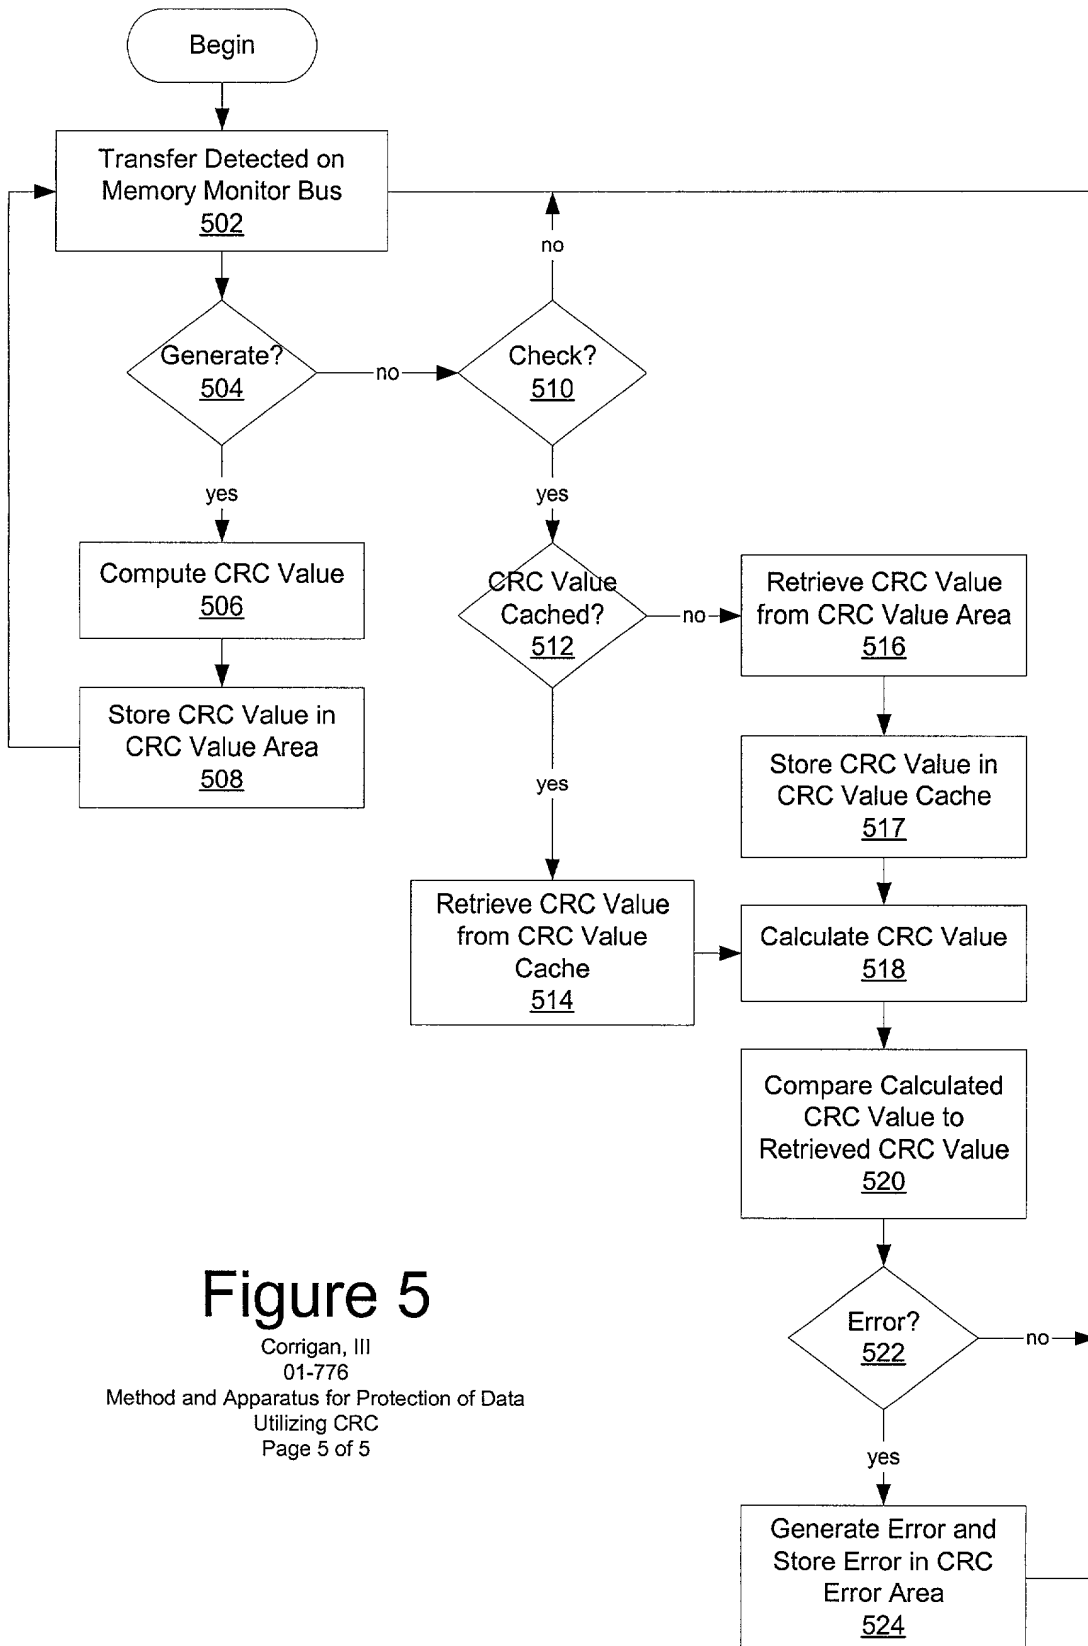 Begin
Transfer Detected on
Memory Monitor Bus
502
no
Generate?
504
no
Check?
510
yes
yes
Compute CRC Value
506
CRC Value
Cached?
512
no
Retrieve CRC Value
from CRC Value Area
516
Store CRC Value in
CRC Value Area
508
yes
Store CRC Value in
CRC Value Cache
517
Retrieve CRC Value
from CRC Value
Cache
514
Calculate CRC Value
518
Compare Calculated
CRC Value to
Retrieved CRC Value
520
Error?
522
no
yes
Generate Error and
Store Error in CRC
Error Area
524
Figure 5
Corrigan, III
01-776
Method and Apparatus for Protection of Data
Utilizing CRC
Page 5 of 5